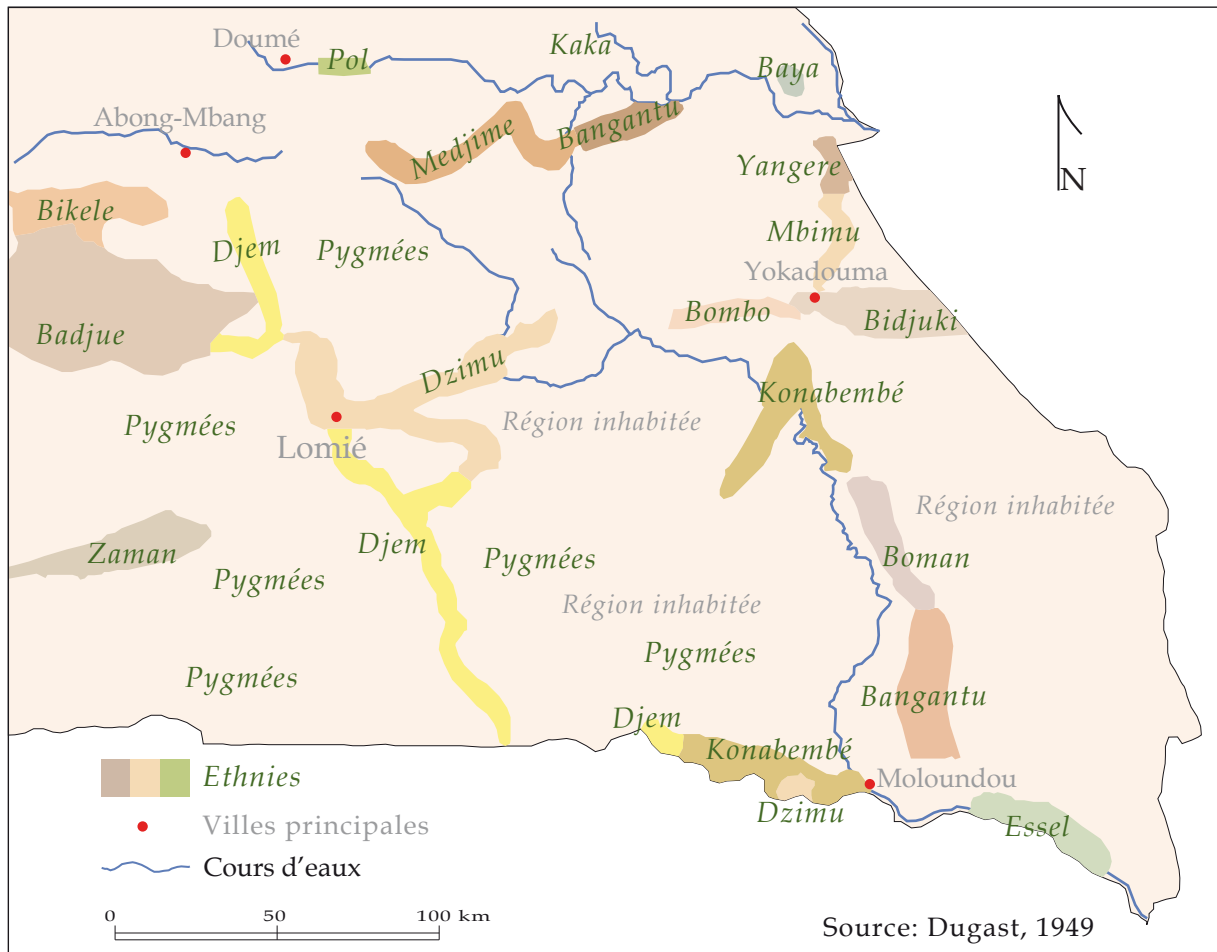 Doumé
Pol
Kaka
Baya
Abong-Mbang
Medjime
Bangantu
Yangere
N
Bikele
Djem
Pygmées
Mbimu
Yokadouma
Badjue
Bombo
Bidjuki
Dzimu
Konabembé
Pygmées
Région inhabitée
Lomié
Région inhabitée
Zaman
Djem
Pygmées
Boman
Pygmées
Région inhabitée
Pygmées
Pygmées
Bangantu
Djem
Konabembé
Moloundou
Dzimu
Essel
Ethnies
Villes principales
Cours d'eaux
0 50 100 km
Source: Dugast, 1949